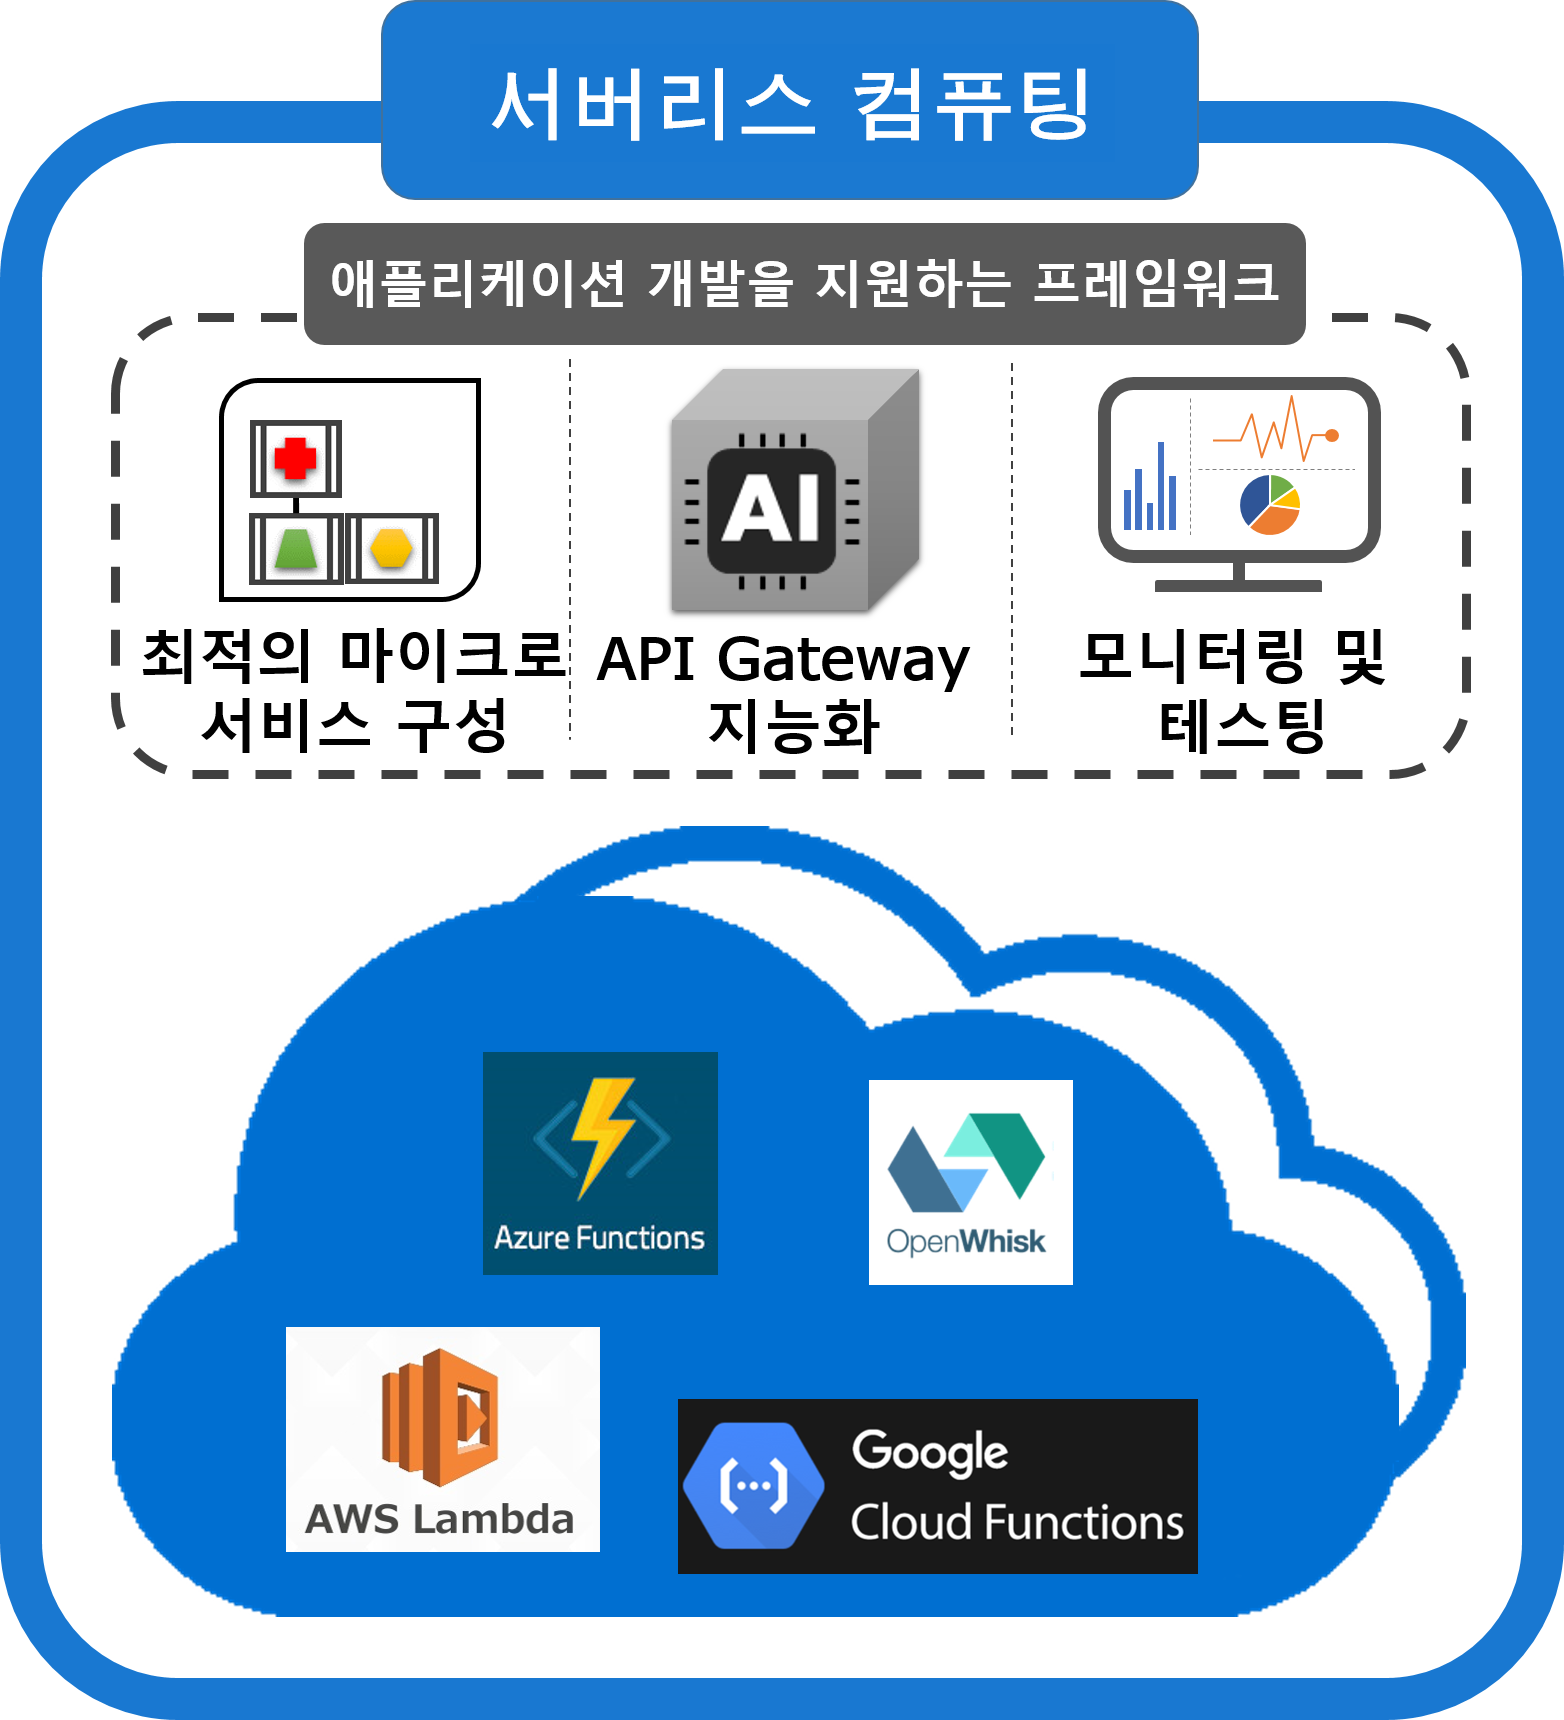 서버리스 컴퓨팅
애플리케이션 개발을 지원하는 프레임워크
최적의 마이크로
서비스 구성
AI
API Gateway
지능화
모니터링 및
테스팅
Azure Functions
OpenWhisk
AWS Lambda
Google
Cloud Functions